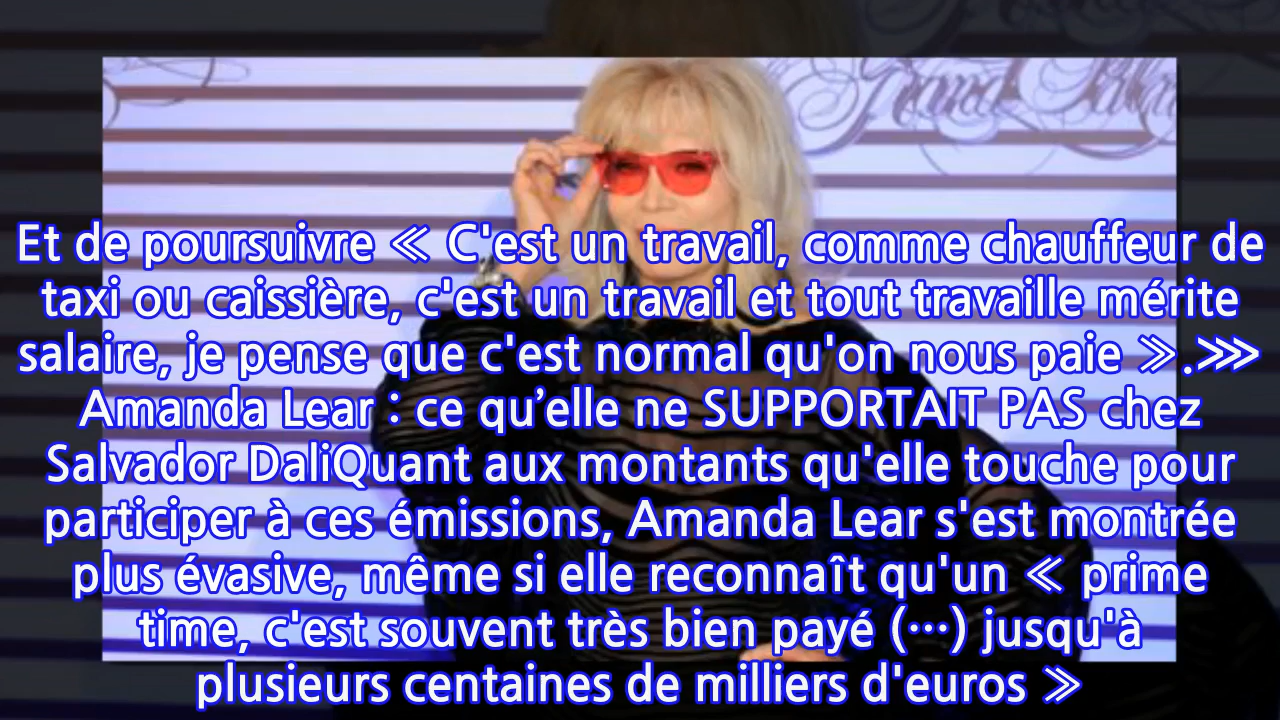 Et de poursuivre ≪ C'est un travail, comme chauffeur de
taxi ou caissière, c'est un travail et tout travaille mérite
salaire, je pense que c'est normal qu'on nous paie ≫.⋙
Amanda Lear : ce qu’elle ne SUPPORTAIT PAS chez
Salvador DaliQuant aux montants qu'elle touche pour
participer à ces émissions, Amanda Lear s'est montrée
plus évasive, même si elle reconnaît qu'un ≪ prime
time, c'est souvent très bien payé (⋯) jusqu'à
plusieurs centaines de milliers d'euros ≫